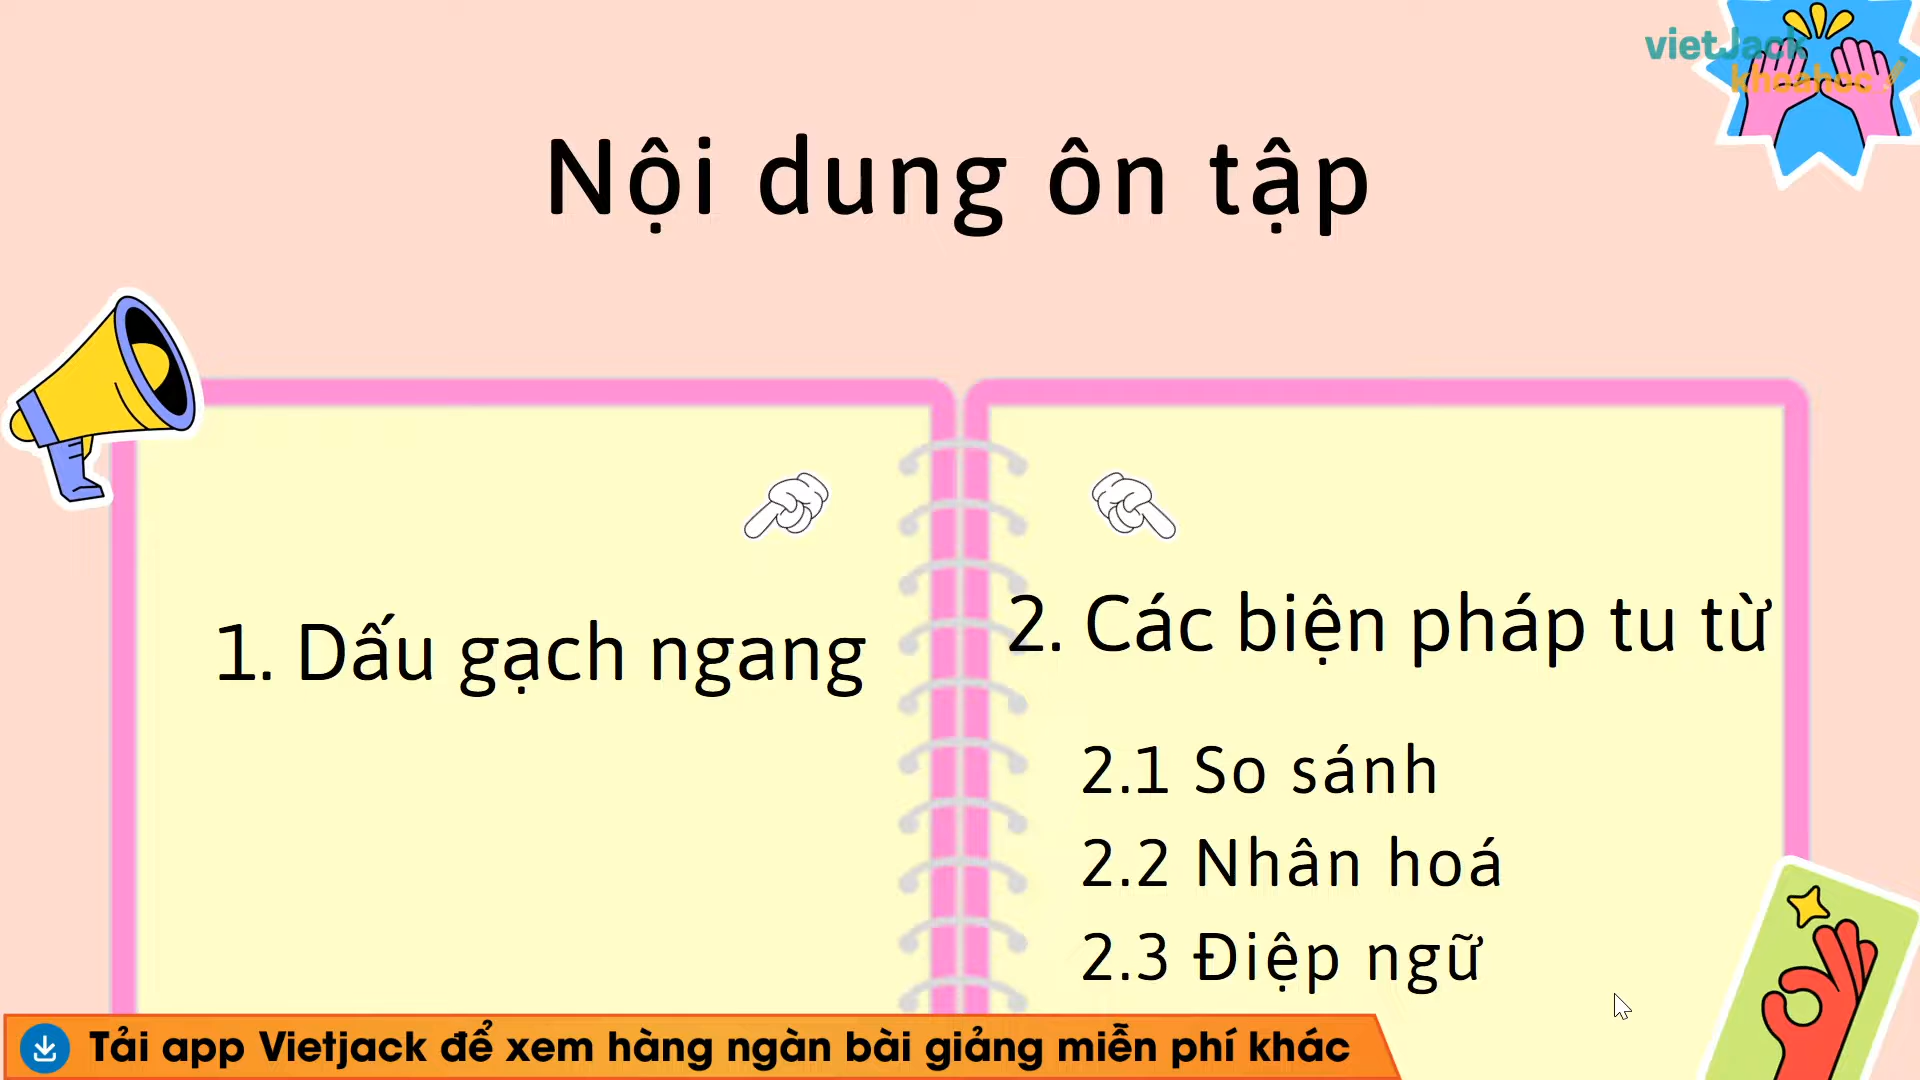 vietJack
khoahoc
Nội dung ôn tập
1. Dấu gạch ngang
2. Các biện pháp tu từ
2.1 So sánh
2.2 Nhân hoá
2.3 Điệp ngữ
Tải app Vietjack để xem hàng ngàn bài giảng miễn phí khác